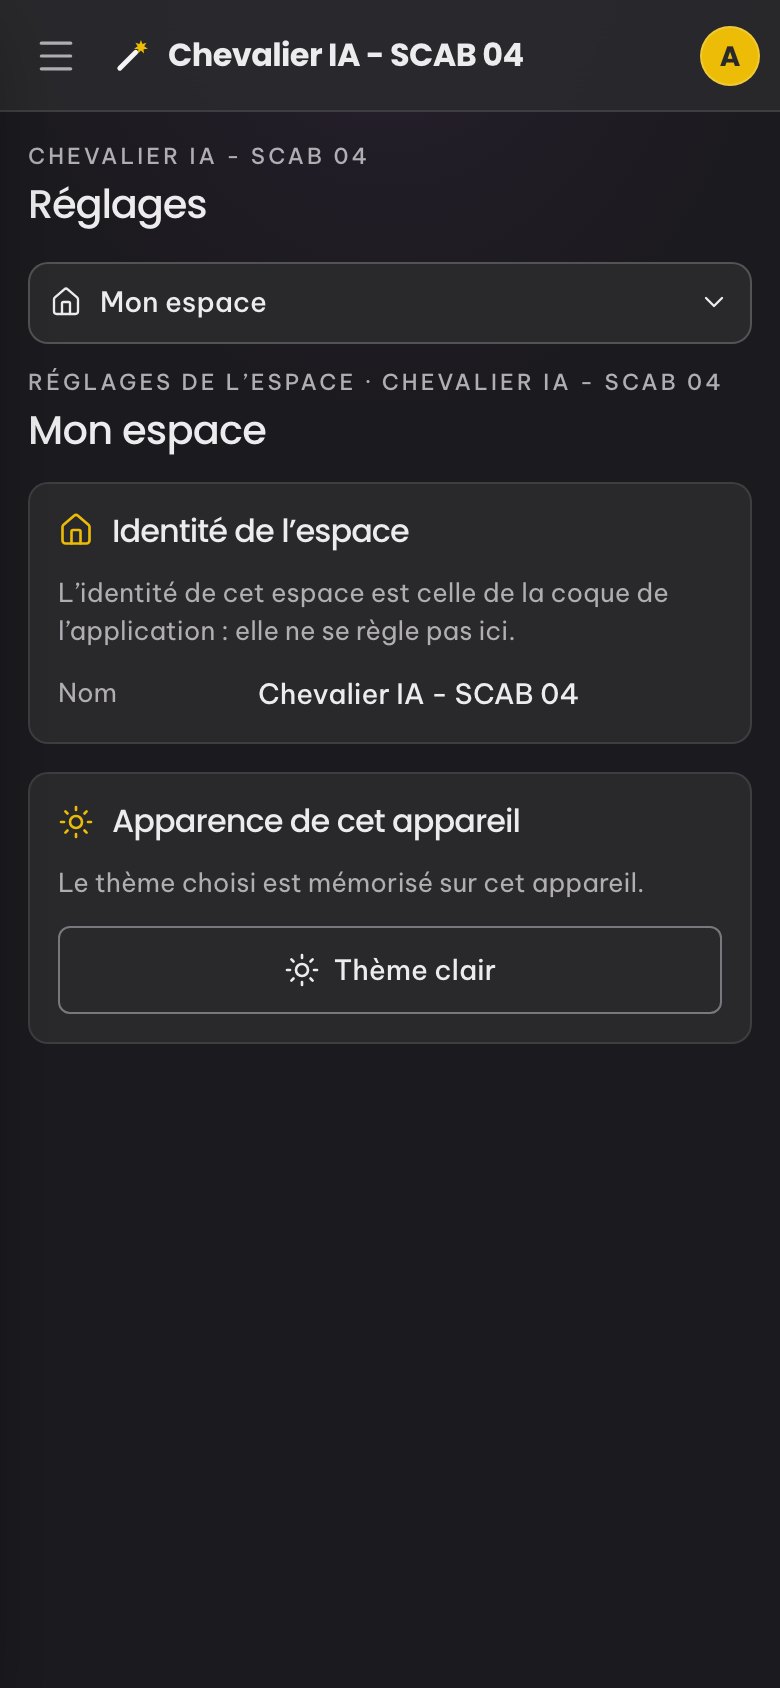 Chevalier IA - SCAB 04
A
CHEVALIER IA - SCAB 04
Réglages
Mon espace
RÉGLAGES DE L’ESPACE · CHEVALIER IA - SCAB 04
Mon espace
Identité de l’espace
L’identité de cet espace est celle de la coque de
l’application : elle ne se règle pas ici.
Nom Chevalier IA - SCAB 04
Apparence de cet appareil
Le thème choisi est mémorisé sur cet appareil.
Thème clair